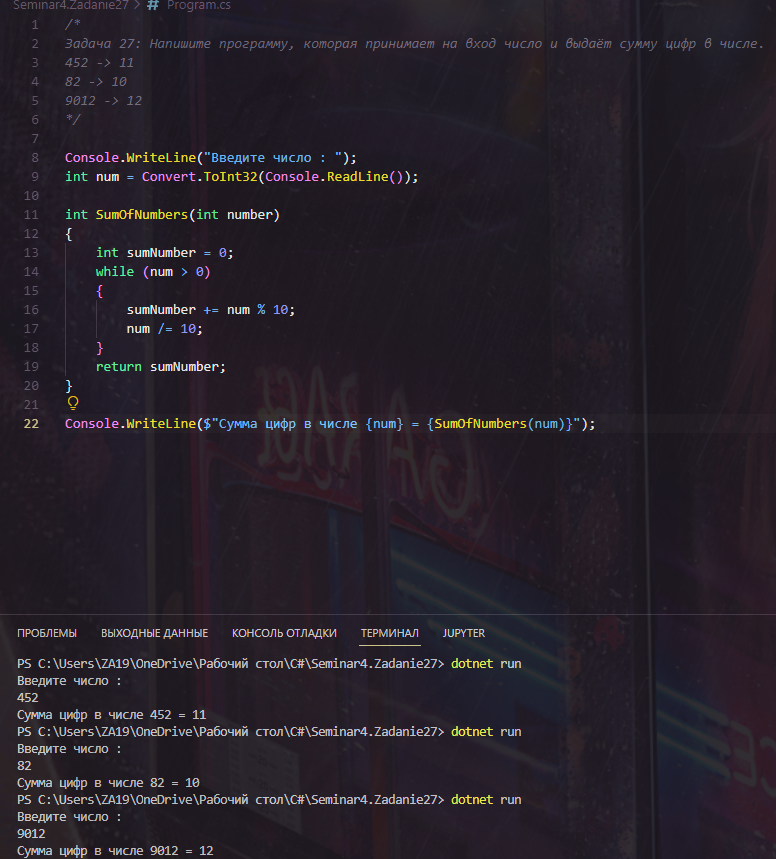 Seminar4.Zadanie27 > # Program.cs
1 /*
2 Задача 27: Напишите программу, которая принимает на вход число и выдаёт сумму цифр в числе.
3 452 -> 11
4 82 -> 10
5 9012 -> 12
6 */
7
8 Console.WriteLine("Введите число : ");
9 int num = Convert.ToInt32(Console.ReadLine());
10
11 int SumOfNumbers(int number)
12 {
13 int sumNumber = 0;
14 while (num > 0)
15 {
16 sumNumber += num % 10;
17 num /= 10;
18 }
19 return sumNumber;
20 }
21
22 Console.WriteLine($"Сумма цифр в числе {num} = {SumOfNumbers(num)}");
GARAGE
ПРОБЛЕМЫ ВЫХОДНЫЕ ДАННЫЕ КОНСОЛЬ ОТЛАДКИ ТЕРМИНАЛ JUPYTER
PS C:\Users\ZA19\OneDrive\Рабочий стол\C#\Seminar4.Zadanie27> dotnet run
Введите число :
452
Сумма цифр в числе 452 = 11
PS C:\Users\ZA19\OneDrive\Рабочий стол\C#\Seminar4.Zadanie27> dotnet run
Введите число :
82
Сумма цифр в числе 82 = 10
PS C:\Users\ZA19\OneDrive\Рабочий стол\C#\Seminar4.Zadanie27> dotnet run
Введите число :
9012
Сумма цифр в числе 9012 = 12